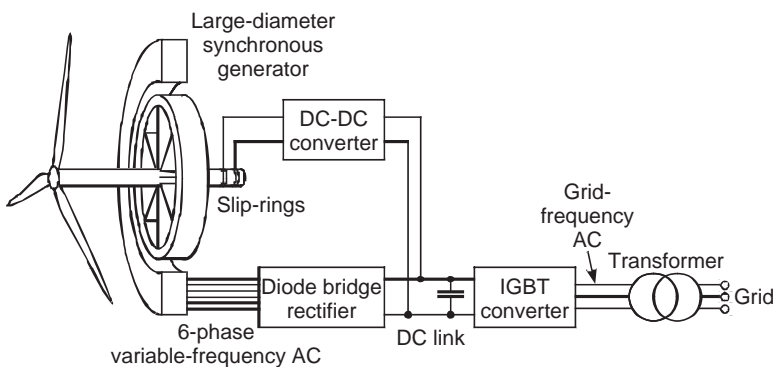 Large-diameter
synchronous
generator
DC-DC
converter
Slip-rings
Grid-
frequency
AC
Transformer
Diode bridge
rectifier
IGBT
converter
Grid
DC link
6-phase
variable-frequency AC